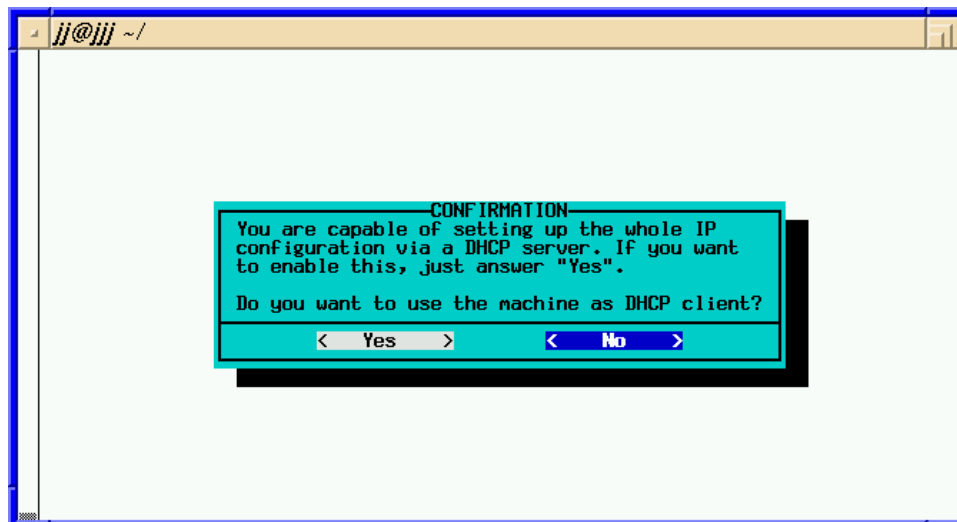 jj@jjj ~/
CONFIRMATION
You are capable of setting up the whole IP
configuration via a DHCP server. If you want
to enable this, just answer "Yes".
Do you want to use the machine as DHCP client?
< Yes > < No >